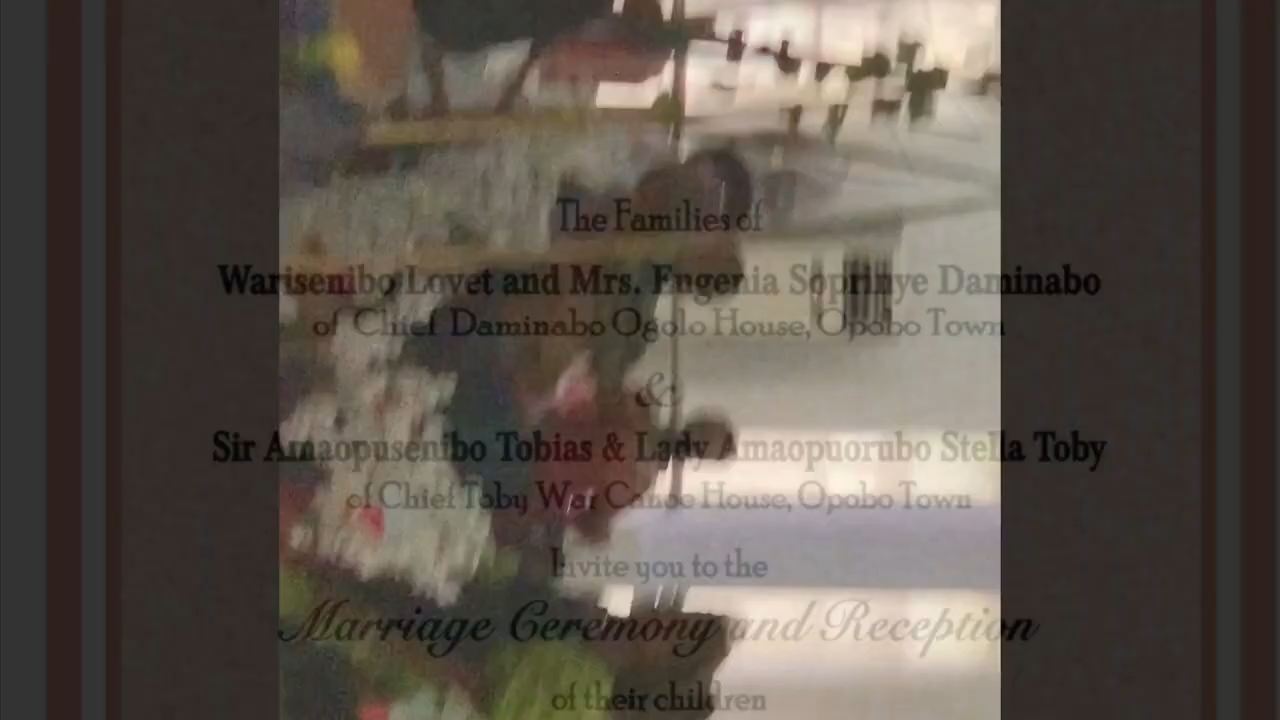 The Families of
Warisenibo Lovet and Mrs. Engenia Soprinye Daminabo
of Chief Daminabo Ogolo House, Opobo Town
&
Sir Amaopusenibo Tobias & Lady Amaopuorubo Stella Toby
of Chief Toby War Canoe House, Opobo Town
Invite you to the
Marriage Ceremony and Reception
of their children